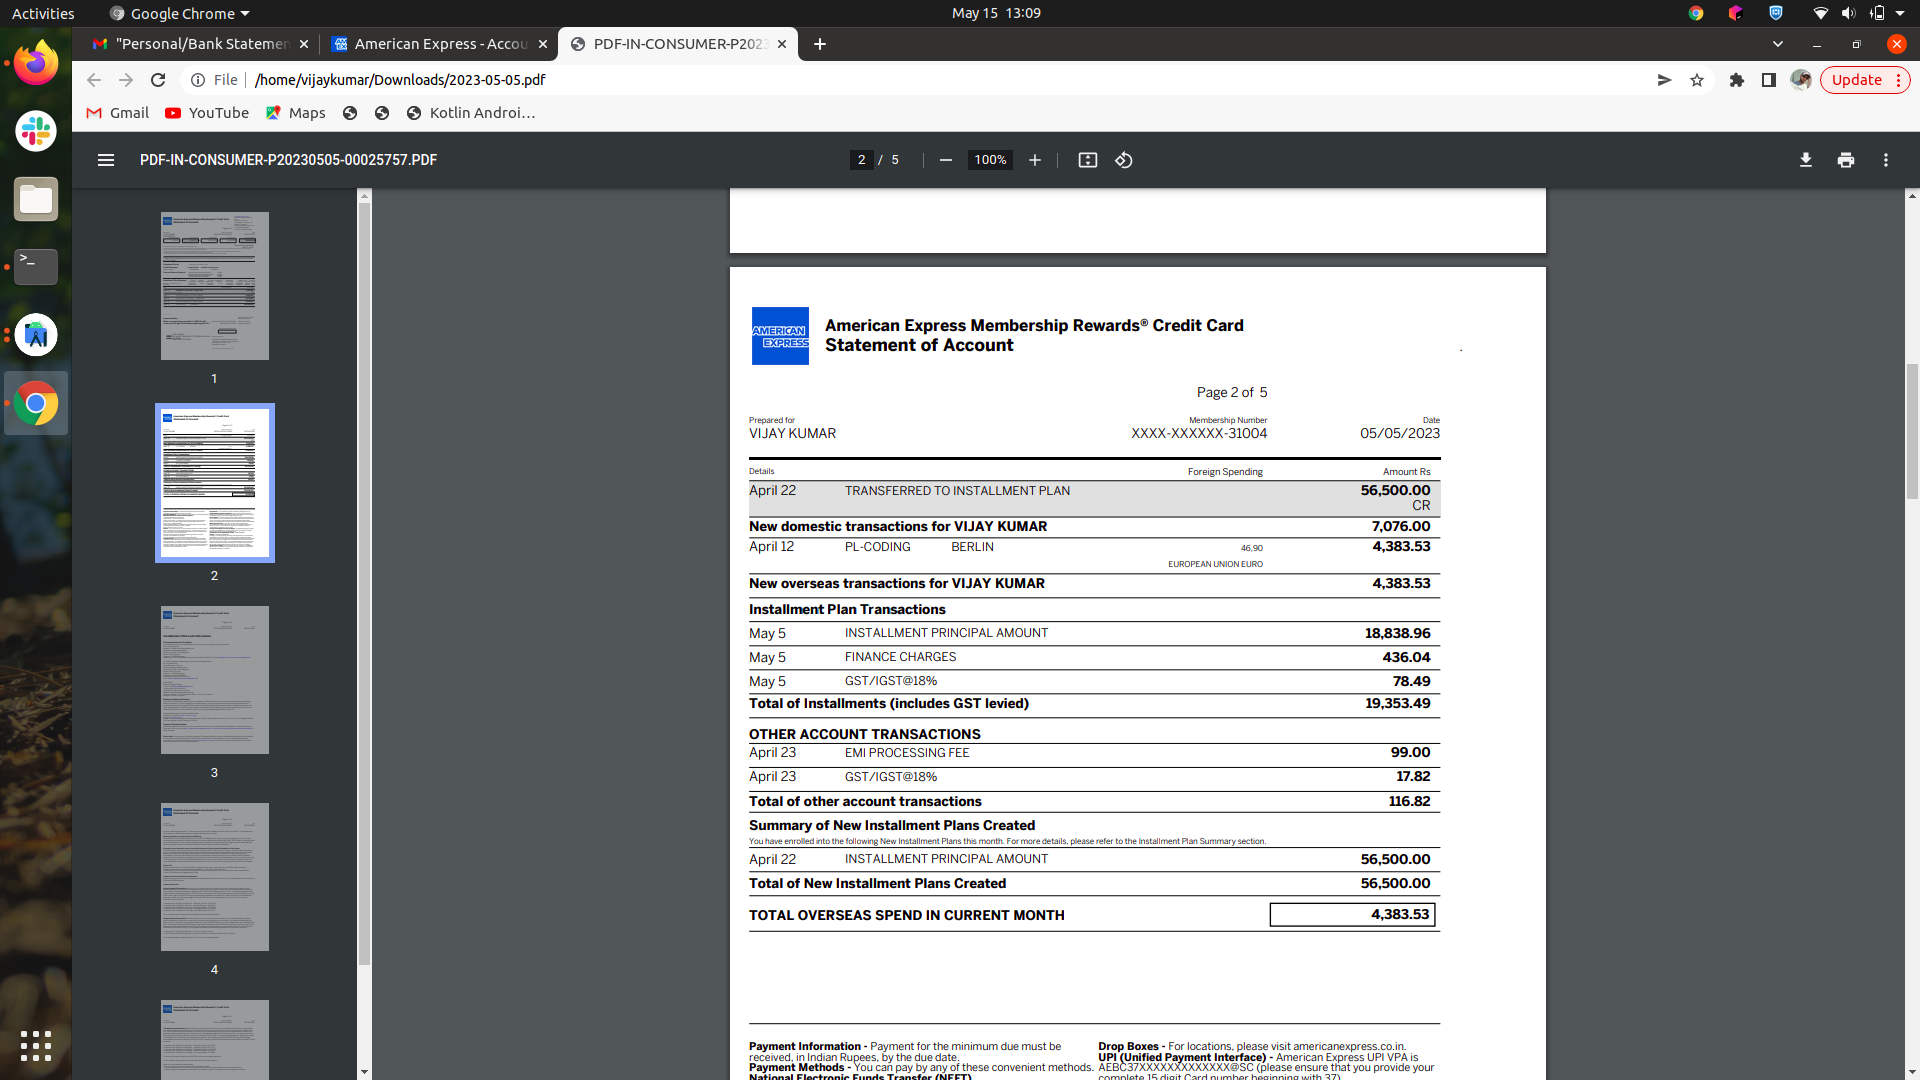 Activities
Google Chrome
May 15 13:09
"Personal/Bank Statemen
American Express - Accou
PDF-IN-CONSUMER-P202
File
/home/vijaykumar/Downloads/2023-05-05.pdf
Update
Gmail
YouTube
Maps
Kotlin Androi...
PDF-IN-CONSUMER-P20230505-00025757.PDF
2 / 5
100%
1
2
3
4
AMERICAN
EXPRESS
American Express Membership Rewards® Credit Card
Statement of Account
Page 2 of 5
Prepared for Membership Number Date
VIJAY KUMAR XXXX-XXXXXX-31004 05/05/2023
Details Foreign Spending Amount Rs
April 22 TRANSFERRED TO INSTALLMENT PLAN 56,500.00
CR
New domestic transactions for VIJAY KUMAR 7,076.00
April 12 PL-CODING BERLIN 46.90 4,383.53
EUROPEAN UNION EURO
New overseas transactions for VIJAY KUMAR 4,383.53
Installment Plan Transactions
May 5 INSTALLMENT PRINCIPAL AMOUNT 18,838.96
May 5 FINANCE CHARGES 436.04
May 5 GST/IGST@18% 78.49
Total of Installments (includes GST levied) 19,353.49
OTHER ACCOUNT TRANSACTIONS
April 23 EMI PROCESSING FEE 99.00
April 23 GST/IGST@18% 17.82
Total of other account transactions 116.82
Summary of New Installment Plans Created
You have enrolled into the following New Installment Plans this month. For more details, please refer to the Installment Plan Summary section.
April 22 INSTALLMENT PRINCIPAL AMOUNT 56,500.00
Total of New Installment Plans Created 56,500.00
TOTAL OVERSEAS SPEND IN CURRENT MONTH 4,383.53
Payment Information - Payment for the minimum due must be
received, in Indian Rupees, by the due date.
Payment Methods - You can pay by any of these convenient methods.
National Electronic Funds Transfer (NEFT)
Drop Boxes - For locations, please visit americanexpress.co.in.
UPI (Unified Payment Interface) - American Express UPI VPA is
AEBC37XXXXXXXXXXXXX@SC (please ensure that you provide your
complete 15 digit Card number beginning with 37)